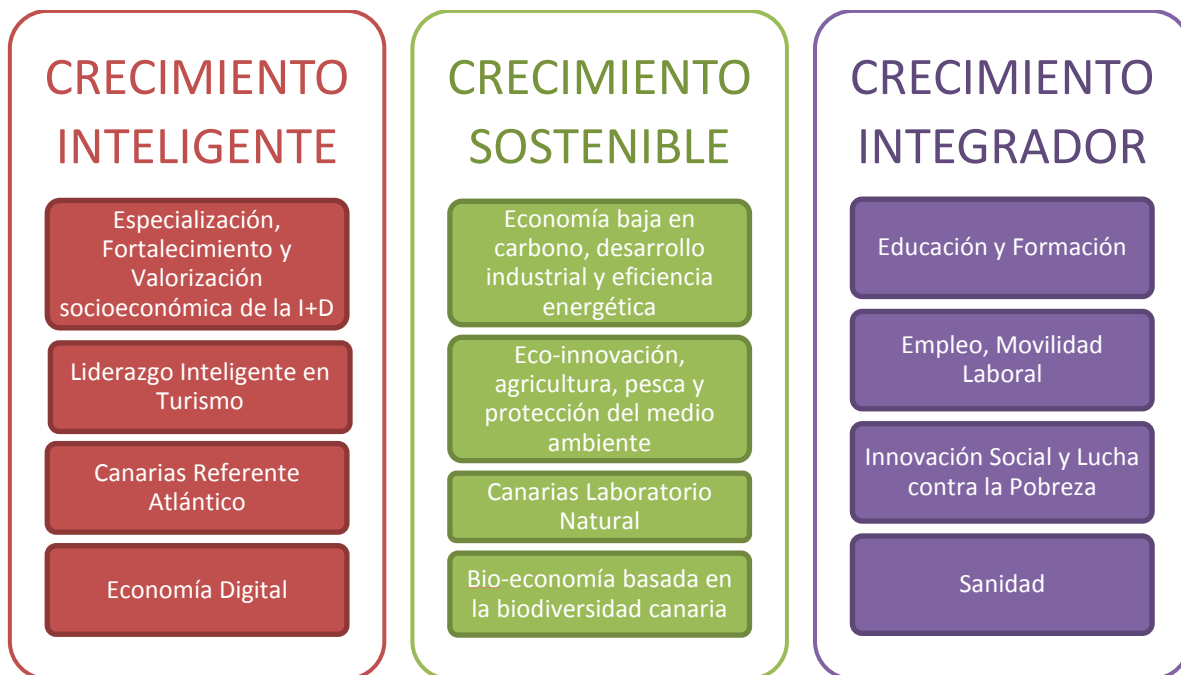 CRECIMIENTO
INTELIGENTE
Especialización,
Fortalecimiento y
Valorización
socioeconómica de la I+D
Liderazgo Inteligente en
Turismo
Canarias Referente
Atlántico
Economía Digital
CRECIMIENTO
SOSTENIBLE
Economía baja en
carbono, desarrollo
industrial y eficiencia
energética
Eco-innovación,
agricultura, pesca y
protección del medio
ambiente
Canarias Laboratorio
Natural
Bio-economía basada en
la biodiversidad canaria
CRECIMIENTO
INTEGRADOR
Educación y Formación
Empleo, Movilidad
Laboral
Innovación Social y Lucha
contra la Pobreza
Sanidad